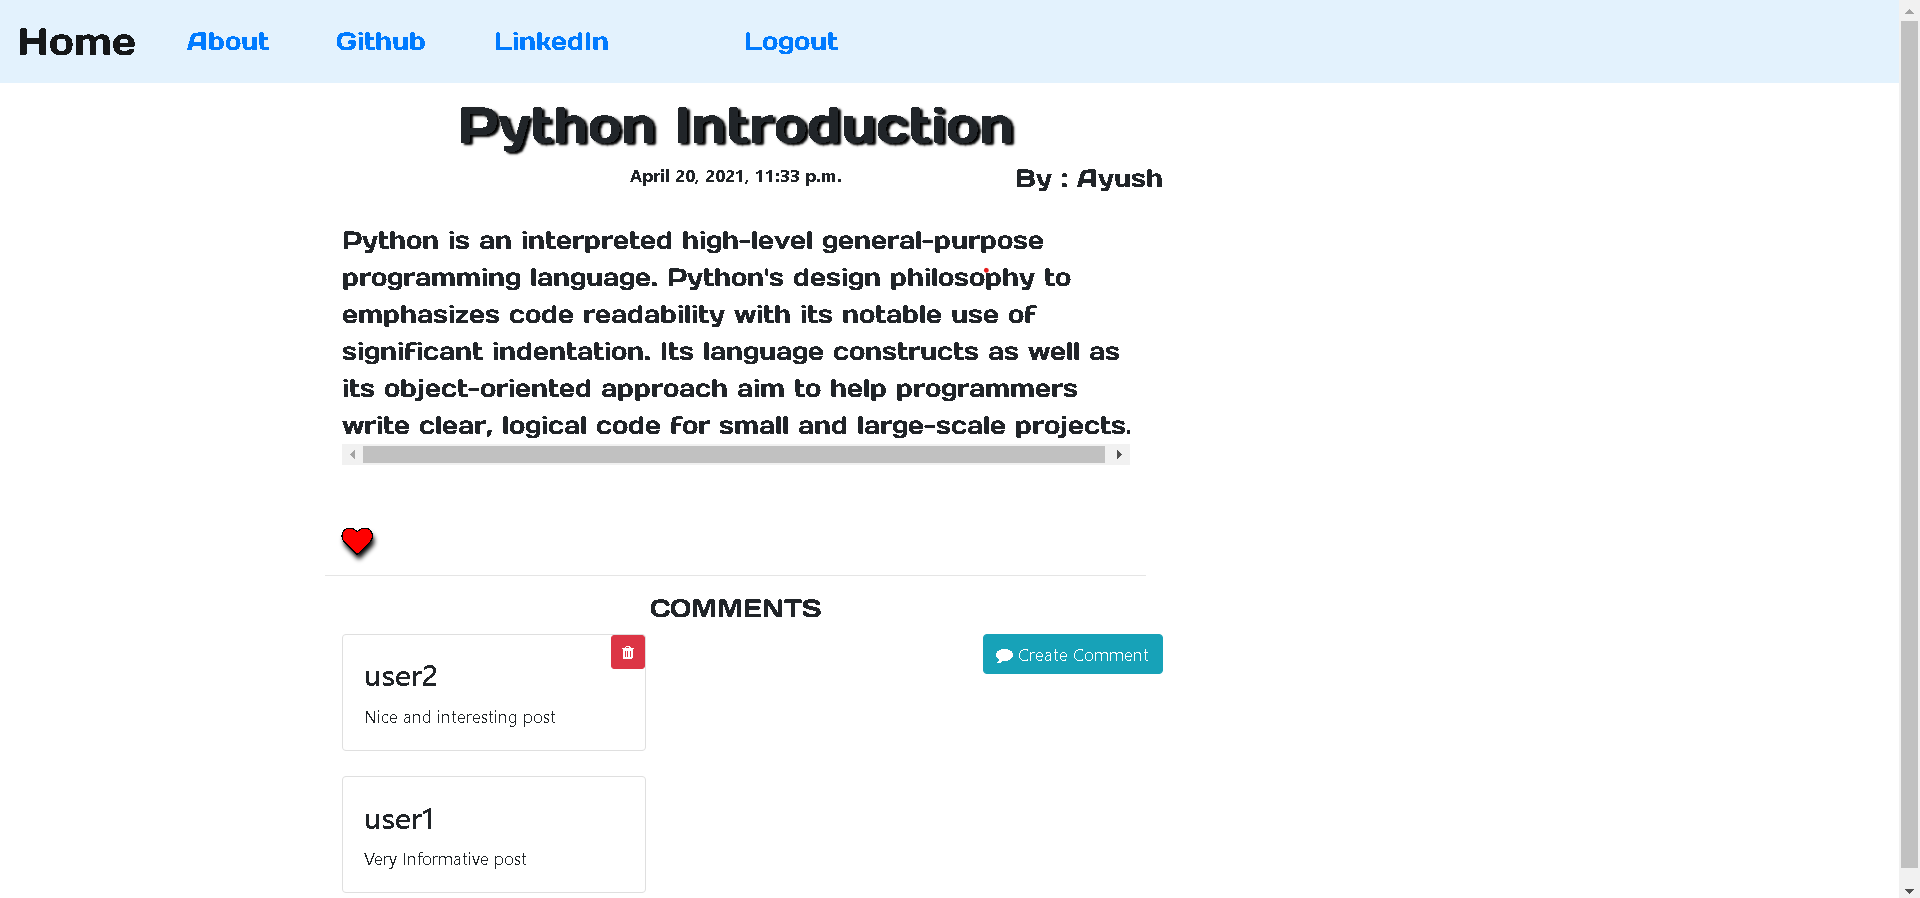 Home About Github LinkedIn Logout
Python Introduction
April 20, 2021, 11:33 p.m.
By : Ayush
Python is an interpreted high-level general-purpose
programming language. Python's design philosophy to
emphasizes code readability with its notable use of
significant indentation. Its language constructs as well as
its object-oriented approach aim to help programmers
write clear, logical code for small and large-scale projects.
COMMENTS
Create Comment
user2
Nice and interesting post
user1
Very Informative post